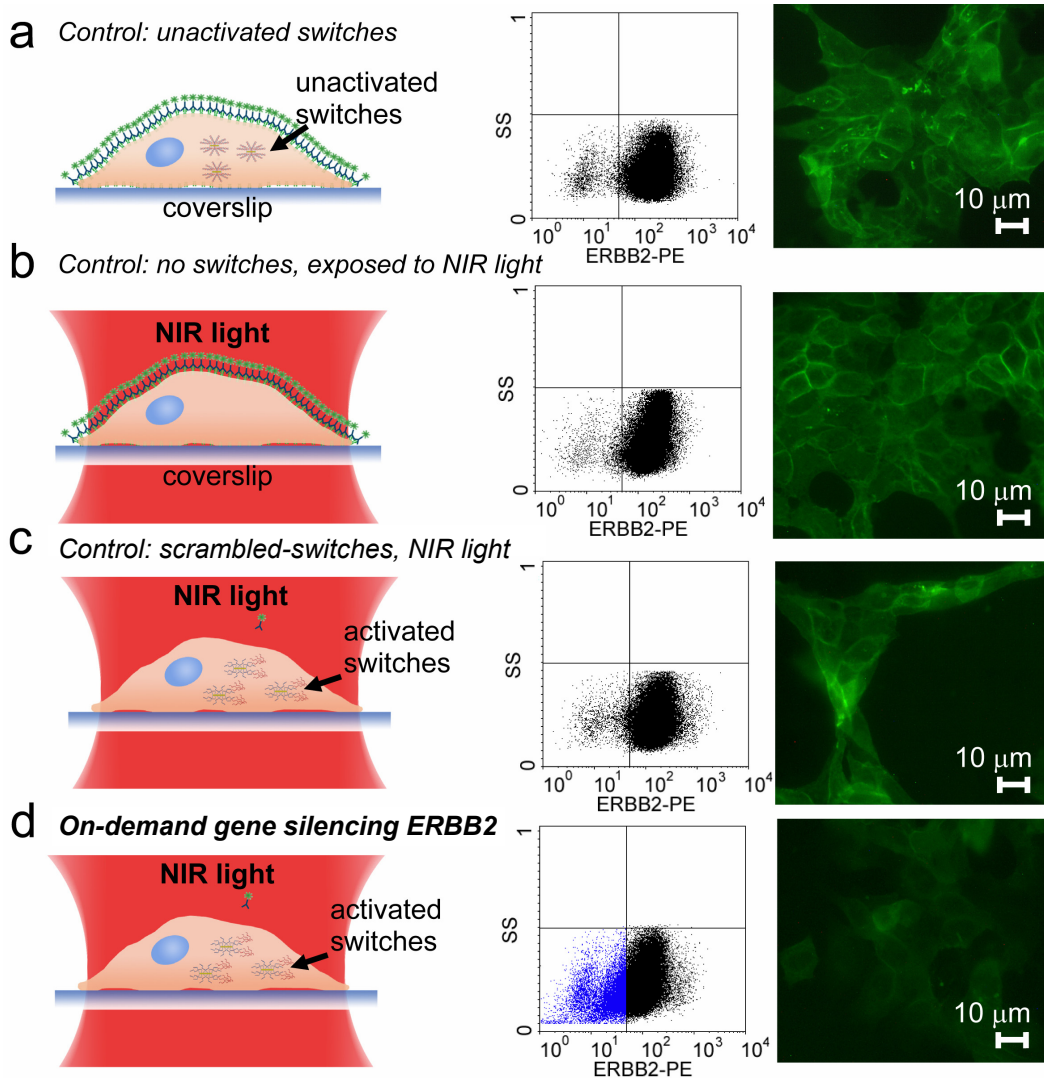 a Control: unactivated switches
unactivated
switches
coverslip
1
SS
0
10⁰ 10¹ 10² 10³ 10⁴
ERBB2-PE
10 μm
b Control: no switches, exposed to NIR light
NIR light
coverslip
1
SS
0
10⁰ 10¹ 10² 10³ 10⁴
ERBB2-PE
10 μm
c Control: scrambled-switches, NIR light
NIR light
activated
switches
1
SS
0
10⁰ 10¹ 10² 10³ 10⁴
ERBB2-PE
10 μm
d On-demand gene silencing ERBB2
NIR light
activated
switches
1
SS
0
10⁰ 10¹ 10² 10³ 10⁴
ERBB2-PE
10 μm